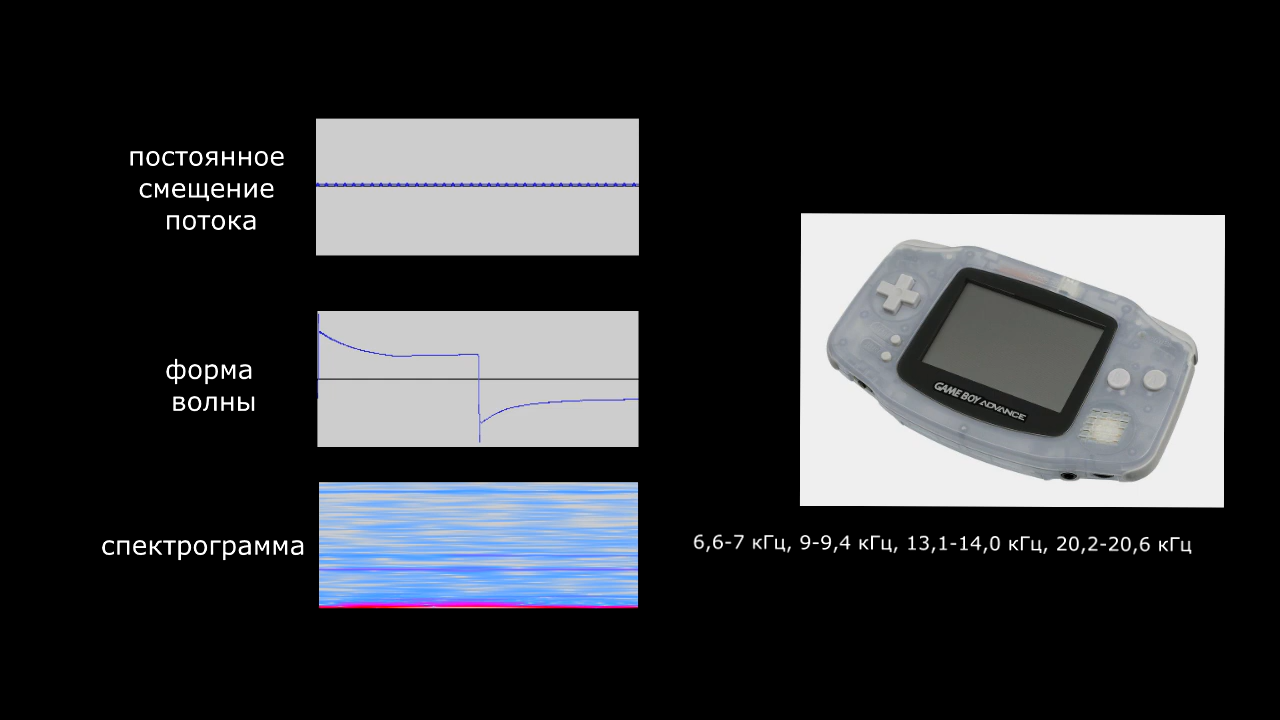 постоянное
смещение
потока
форма
волны
спектрограмма
GAME BOY ADVANCE
6,6-7 кГц, 9-9,4 кГц, 13,1-14,0 кГц, 20,2-20,6 кГц